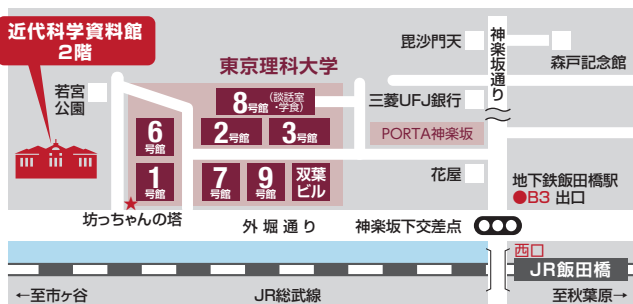 近代科学資料館
2階
若宮
公園
東京理科大学
8号館
(談話室
・学食)
6
号館
2号館
3号館
1
号館
7
号館
9
号館
双葉
ビル
坊っちゃんの塔
外堀通り
毘沙門天
神楽坂通り
森戸記念館
三菱UFJ銀行
PORTA神楽坂
花屋
地下鉄飯田橋駅
●B3 出口
神楽坂下交差点
西口
JR飯田橋
←至市ヶ谷
JR総武線
至秋葉原→